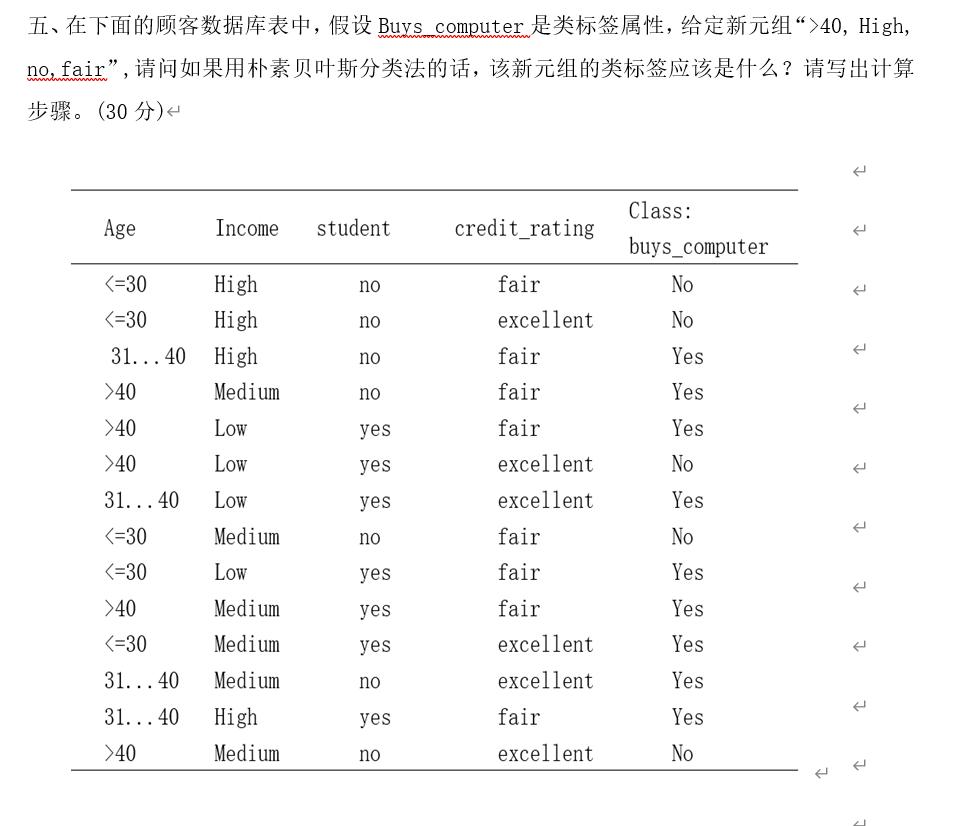 五、在下面的顾客数据库表中,假设 Buys_computer 是类标签属性,给定新元组“>40, High,
no,fair”,请问如果用朴素贝叶斯分类法的话,该新元组的类标签应该是什么? 请写出计算
步骤。(30 分)
Age Income student credit_rating Class:
buys_computer
<=30 High no fair No
<=30 High no excellent No
31...40 High no fair Yes
>40 Medium no fair Yes
>40 Low yes fair Yes
>40 Low yes excellent No
31...40 Low yes excellent Yes
<=30 Medium no fair No
<=30 Low yes fair Yes
>40 Medium yes fair Yes
<=30 Medium yes excellent Yes
31...40 Medium no excellent Yes
31...40 High yes fair Yes
>40 Medium no excellent No